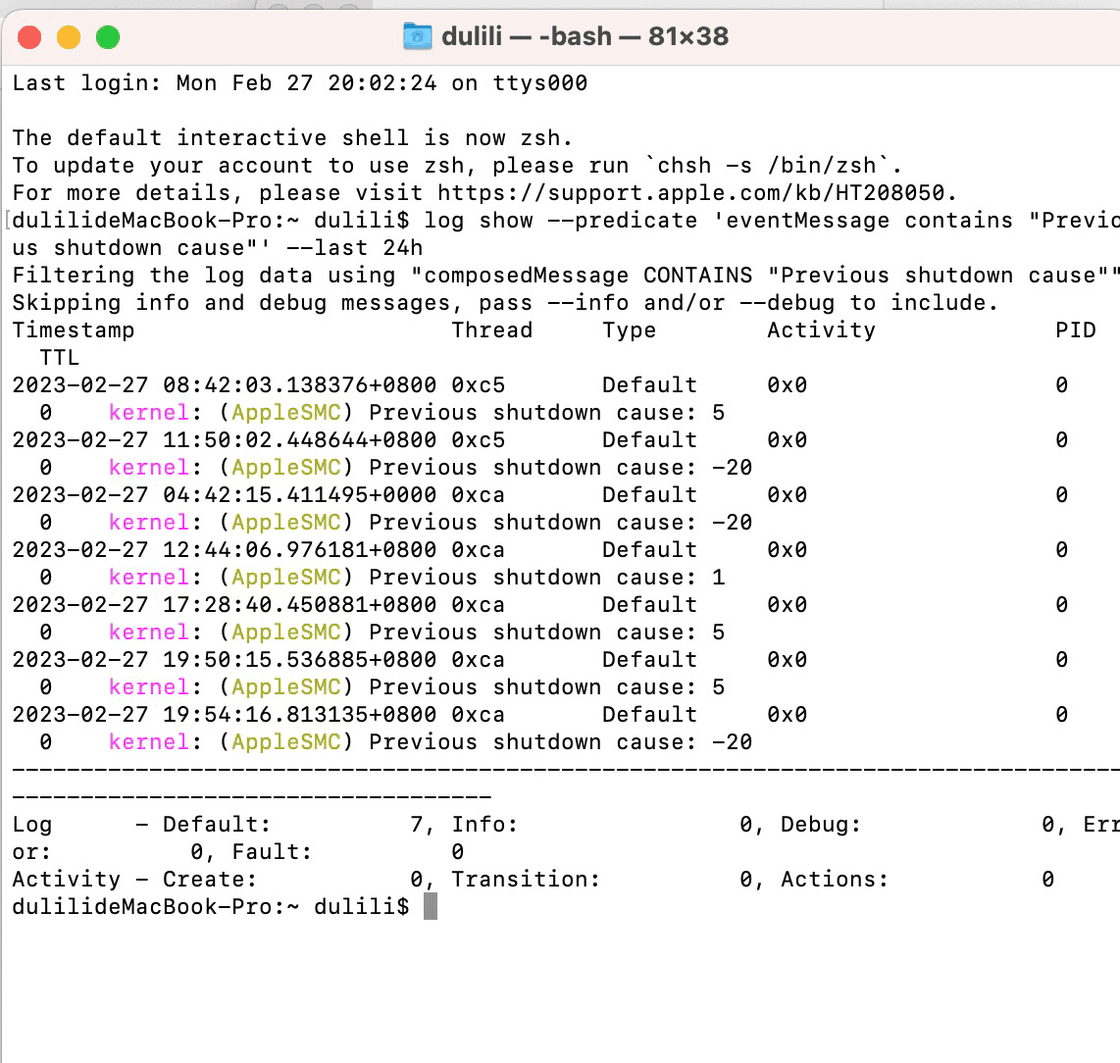 dulili — -bash — 81×38
Last login: Mon Feb 27 20:02:24 on ttys000
The default interactive shell is now zsh.
To update your account to use zsh, please run `chsh -s /bin/zsh`.
For more details, please visit https://support.apple.com/kb/HT208050.
[dulilideMacBook-Pro:~ dulili$ log show --predicate 'eventMessage contains "Previo
us shutdown cause"' --last 24h
Filtering the log data using "composedMessage CONTAINS "Previous shutdown cause""
Skipping info and debug messages, pass --info and/or --debug to include.
Timestamp                       Thread     Type        Activity             PID
  TTL
2023-02-27 08:42:03.138376+0800 0xc5       Default     0x0                  0
  0    kernel: (AppleSMC) Previous shutdown cause: 5
2023-02-27 11:50:02.448644+0800 0xc5       Default     0x0                  0
  0    kernel: (AppleSMC) Previous shutdown cause: -20
2023-02-27 04:42:15.411495+0000 0xca       Default     0x0                  0
  0    kernel: (AppleSMC) Previous shutdown cause: -20
2023-02-27 12:44:06.976181+0800 0xca       Default     0x0                  0
  0    kernel: (AppleSMC) Previous shutdown cause: 1
2023-02-27 17:28:40.450881+0800 0xca       Default     0x0                  0
  0    kernel: (AppleSMC) Previous shutdown cause: 5
2023-02-27 19:50:15.536885+0800 0xca       Default     0x0                  0
  0    kernel: (AppleSMC) Previous shutdown cause: 5
2023-02-27 19:54:16.813135+0800 0xca       Default     0x0                  0
  0    kernel: (AppleSMC) Previous shutdown cause: -20
--------------------------------------------------------------------------------
-----------------------------------
Log      - Default:          7, Info:                0, Debug:             0, Err
or:          0, Fault:          0
Activity - Create:           0, Transition:          0, Actions:           0
dulilideMacBook-Pro:~ dulili$